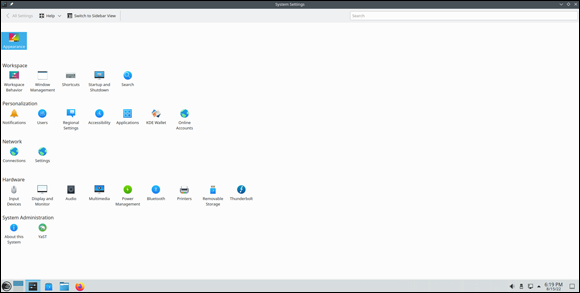 System Settings
All Settings Help Switch to Sidebar View Search...
Appearance
Workspace
Workspace Behavior
Window Management
Shortcuts
Startup and Shutdown
Search
Personalization
Notifications
Users
Regional Settings
Accessibility
Applications
KDE Wallet
Online Accounts
Network
Connections
Settings
Hardware
Input Devices
Display and Monitor
Audio
Multimedia
Power Management
Bluetooth
Printers
Removable Storage
Thunderbolt
System Administration
About this System
YaST
6:19 PM
6/15/22